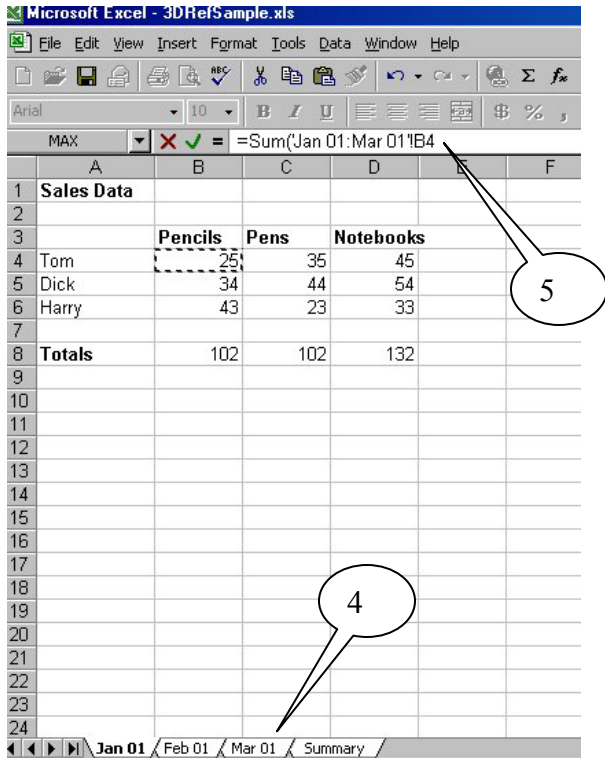 Microsoft Excel - 3DRefSample.xls
File Edit View Insert Format Tools Data Window Help
ABC Σ fx
Arial 10 B I U $ % ,
MAX = =Sum('Jan 01:Mar 01'!B4
A B C D E F
1 Sales Data
2
3 Pencils Pens Notebooks
4 Tom 25 35 45
5 Dick 34 44 54
5
6 Harry 43 23 33
7
8 Totals 102 102 132
9
10
11
12
13
14
15
16
17
18
4
19
20
21
22
23
24
Jan 01 Feb 01 Mar 01 Summary